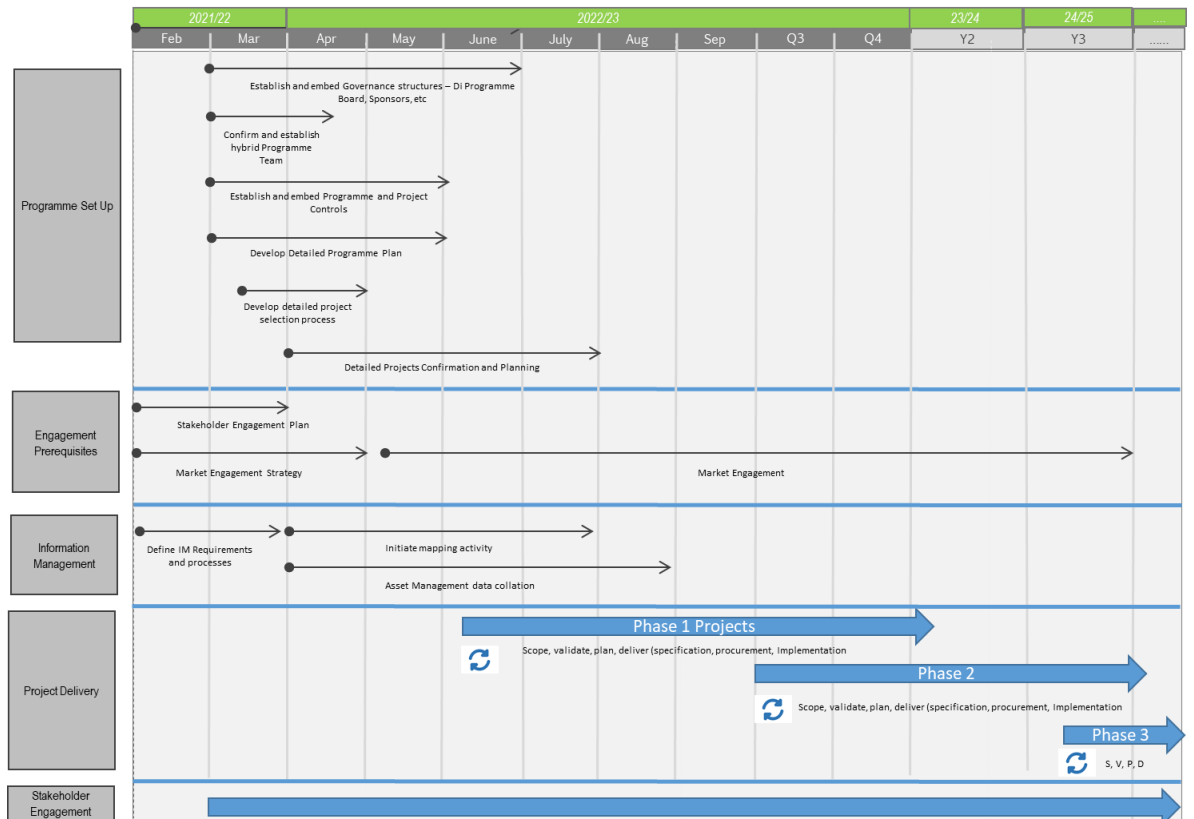 2021/22 2022/23 23/24 24/25 ....
Feb Mar Apr May June July Aug Sep Q3 Q4 Y2 Y3 ......
Programme Set Up
Establish and embed Governance structures – DI Programme
Board, Sponsors, etc
Confirm and establish
hybrid Programme
Team
Establish and embed Programme and Project
Controls
Develop Detailed Programme Plan
Develop detailed project
selection process
Detailed Projects Confirmation and Planning
Engagement
Prerequisites
Stakeholder Engagement Plan
Market Engagement Strategy
Market Engagement
Information
Management
Define IM Requirements
and processes
Initiate mapping activity
Asset Management data collation
Project Delivery
Phase 1 Projects
Scope, validate, plan, deliver (specification, procurement, Implementation
Phase 2
Scope, validate, plan, deliver (specification, procurement, Implementation
Phase 3
S, V, P, D
Stakeholder
Engagement